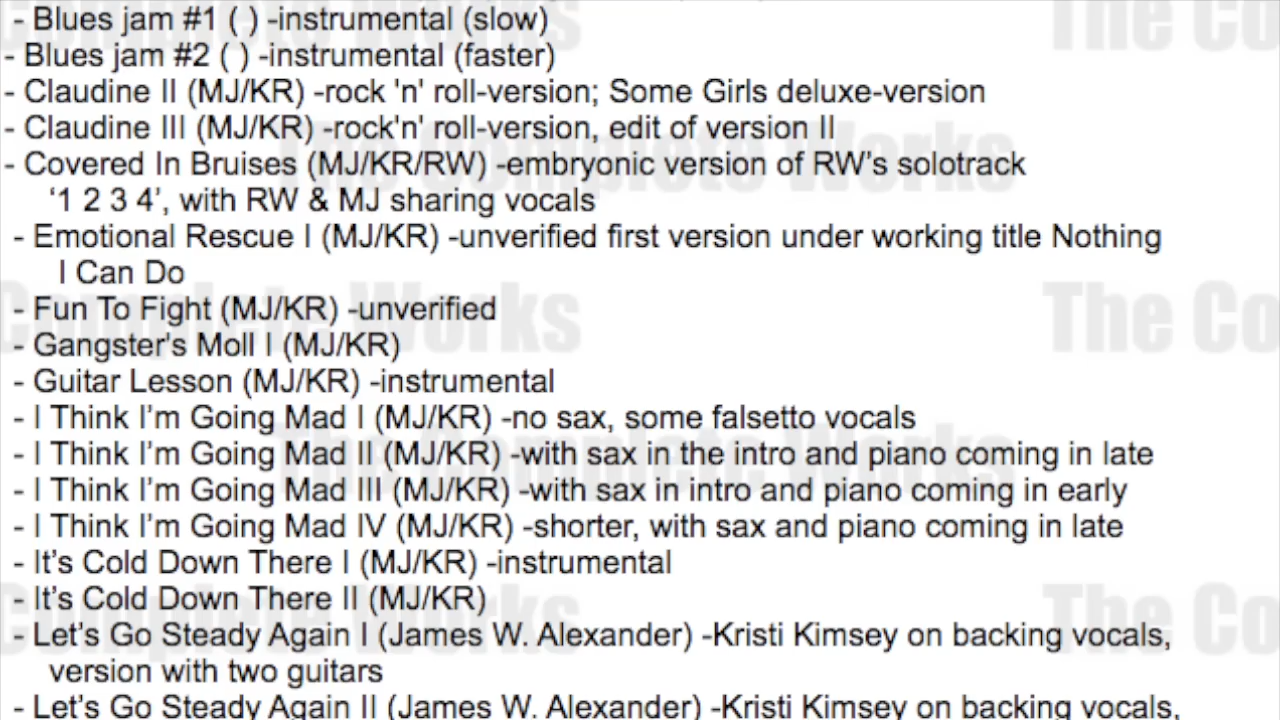 - Blues jam #1 ( ) -instrumental (slow)
- Blues jam #2 ( ) -instrumental (faster)
- Claudine II (MJ/KR) -rock 'n' roll-version; Some Girls deluxe-version
- Claudine III (MJ/KR) -rock'n' roll-version, edit of version II
- Covered In Bruises (MJ/KR/RW) -embryonic version of RW’s solotrack
‘1 2 3 4’, with RW & MJ sharing vocals
- Emotional Rescue I (MJ/KR) -unverified first version under working title Nothing
I Can Do
- Fun To Fight (MJ/KR) -unverified
- Gangster's Moll I (MJ/KR)
- Guitar Lesson (MJ/KR) -instrumental
- I Think I’m Going Mad I (MJ/KR) -no sax, some falsetto vocals
- I Think I’m Going Mad II (MJ/KR) -with sax in the intro and piano coming in late
- I Think I’m Going Mad III (MJ/KR) -with sax in intro and piano coming in early
- I Think I’m Going Mad IV (MJ/KR) -shorter, with sax and piano coming in late
- It’s Cold Down There I (MJ/KR) -instrumental
- It’s Cold Down There II (MJ/KR)
- Let’s Go Steady Again I (James W. Alexander) -Kristi Kimsey on backing vocals,
version with two guitars
- Let’s Go Steady Again II (James W. Alexander) -Kristi Kimsey on backing vocals,